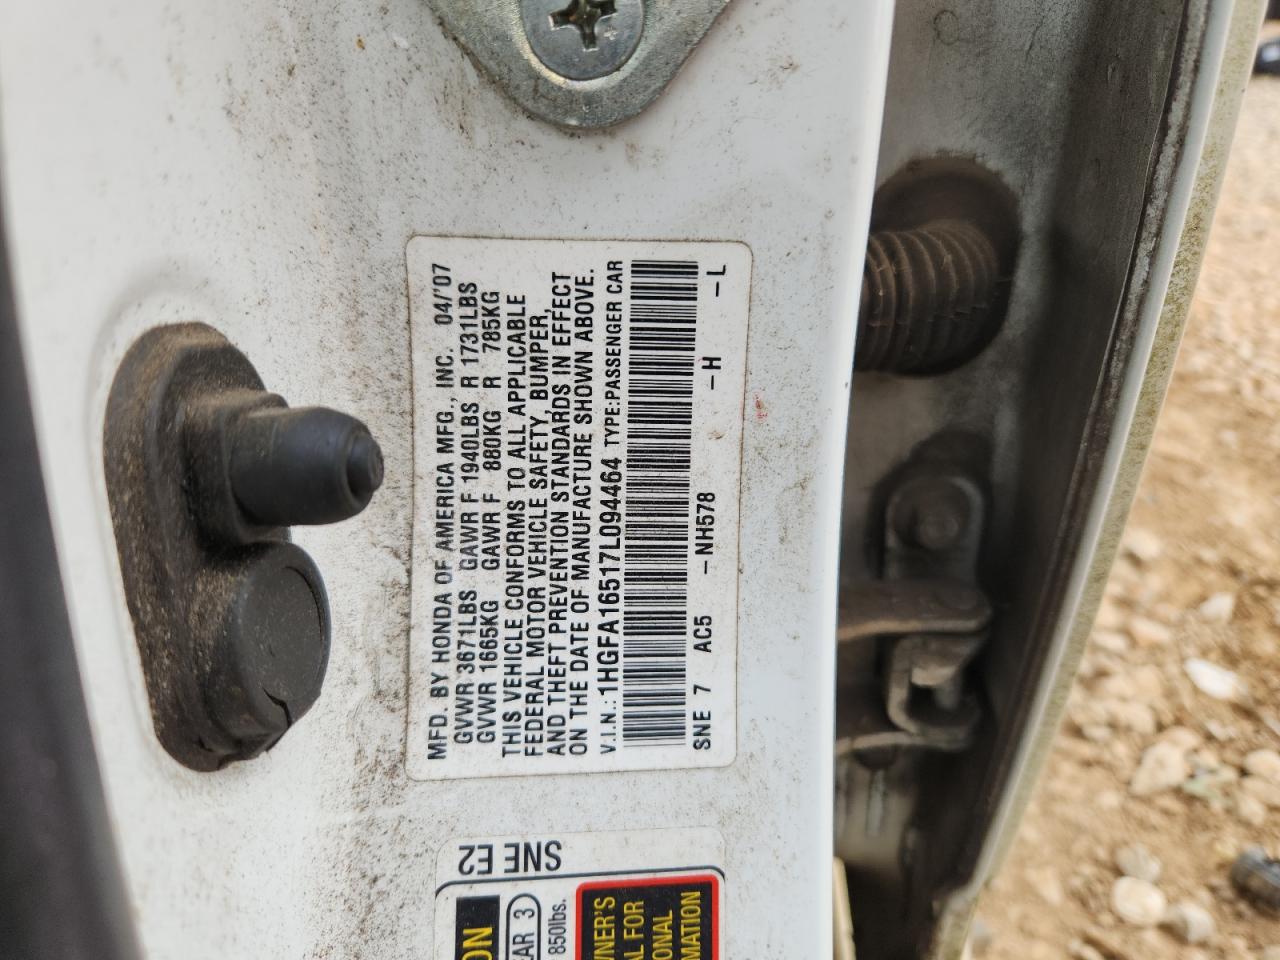 MFD. BY HONDA OF AMERICA MFG., INC. 04/'07
GVWR 3671LBS GAWR F 1940LBS R 1731LBS
GVWR 1665KG GAWR F 880KG R 785KG
THIS VEHICLE CONFORMS TO ALL APPLICABLE
FEDERAL MOTOR VEHICLE SAFETY, BUMPER,
AND THEFT PREVENTION STANDARDS IN EFFECT
ON THE DATE OF MANUFACTURE SHOWN ABOVE.
V.I.N.: 1HGFA16517L094464 TYPE:PASSENGER CAR
SNE 7 AC5 -NH578 -H -L
SNE E2
3
850lbs.